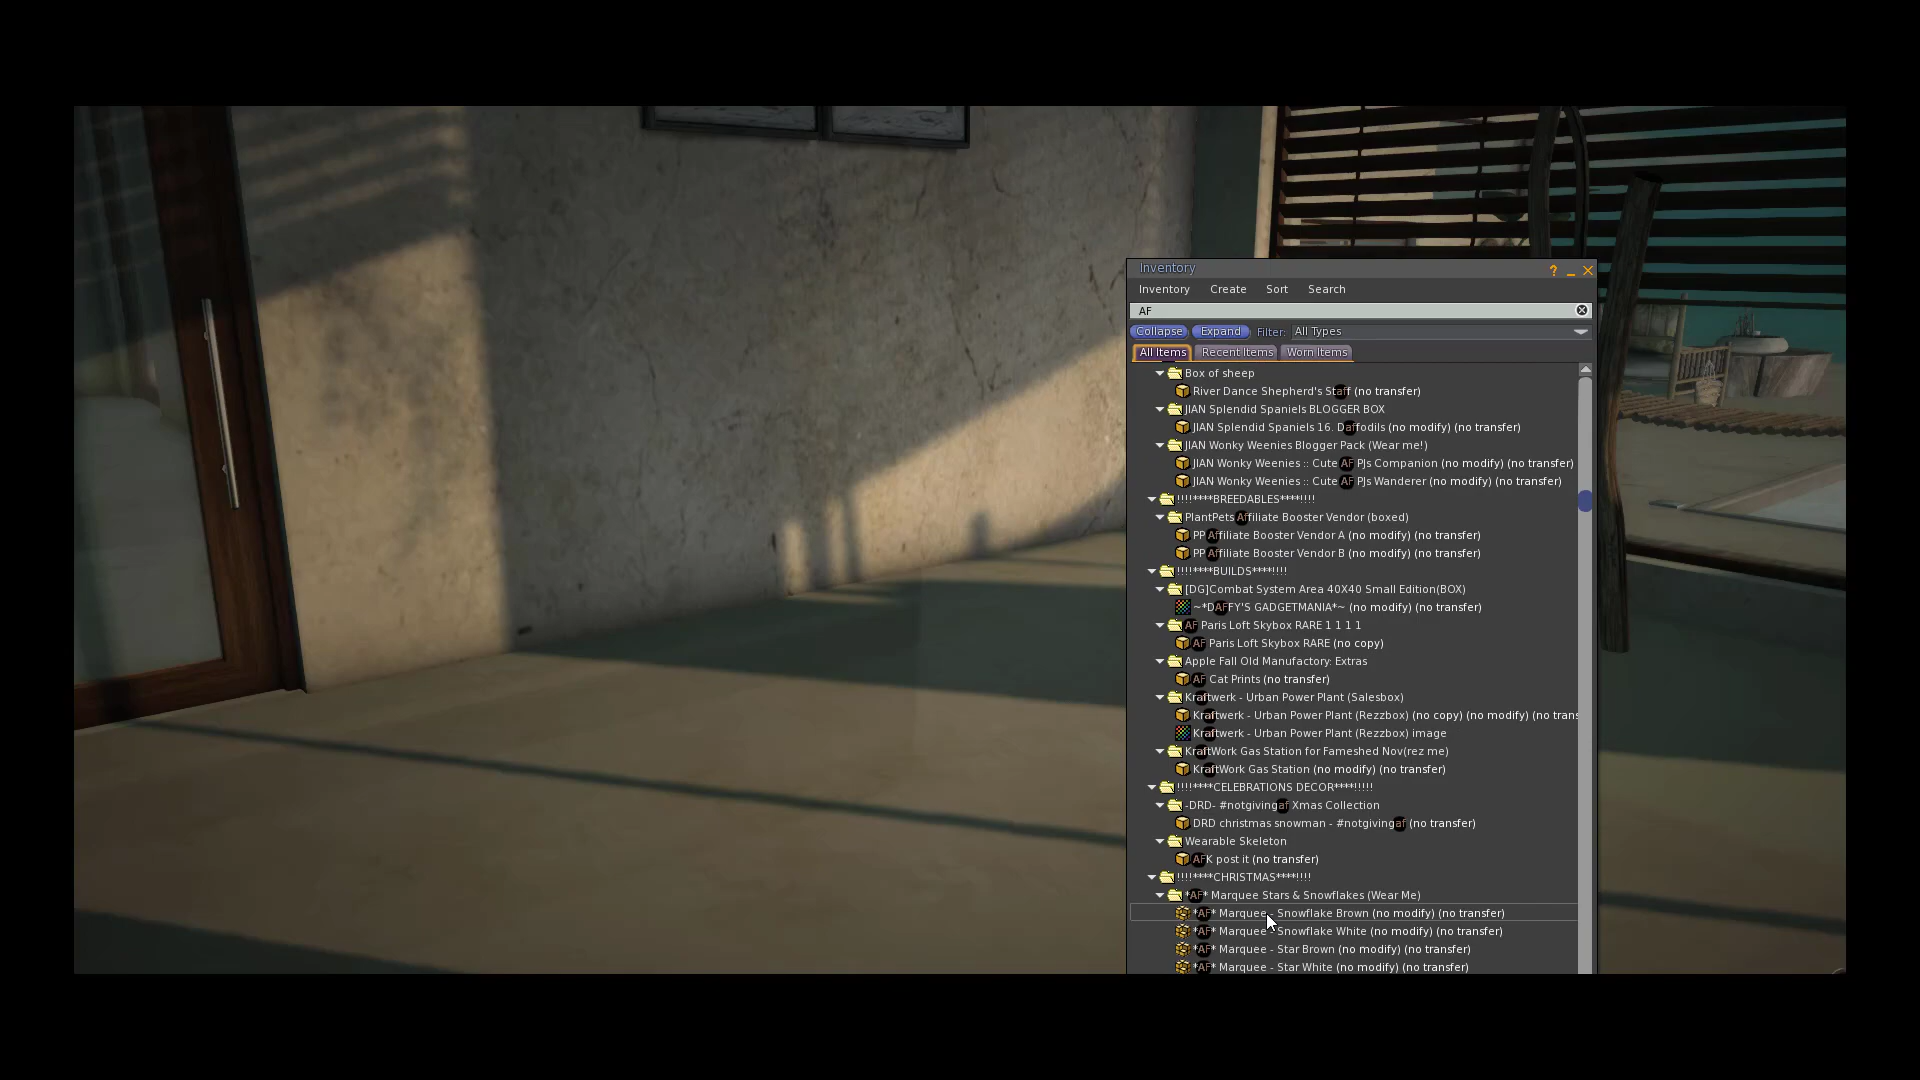 Inventory
? _ X
Inventory Create Sort Search
AF
Collapse Expand Filter: All Types
All Items Recent Items Worn Items
Box of sheep
River Dance Shepherd's Staff (no transfer)
JIAN Splendid Spaniels BLOGGER BOX
JIAN Splendid Spaniels 16. Daffodils (no modify) (no transfer)
JIAN Wonky Weenies Blogger Pack (Wear me!)
JIAN Wonky Weenies :: Cute AF PJs Companion (no modify) (no transfer)
JIAN Wonky Weenies :: Cute AF PJs Wanderer (no modify) (no transfer)
!!!!****BREEDABLES****!!!!
PlantPets Affiliate Booster Vendor (boxed)
PP Affiliate Booster Vendor A (no modify) (no transfer)
PP Affiliate Booster Vendor B (no modify) (no transfer)
!!!!****BUILDS****!!!!
[DG]Combat System Area 40X40 Small Edition(BOX)
~*DAFFY'S GADGETMANIA*~ (no modify) (no transfer)
AF Paris Loft Skybox RARE 1 1 1 1
AF Paris Loft Skybox RARE (no copy)
Apple Fall Old Manufactory: Extras
AF Cat Prints (no transfer)
Kraftwerk - Urban Power Plant (Salesbox)
Kraftwerk - Urban Power Plant (Rezzbox) (no copy) (no modify) (no trans
Kraftwerk - Urban Power Plant (Rezzbox) image
KraftWork Gas Station for Fameshed Nov(rez me)
KraftWork Gas Station (no modify) (no transfer)
!!!!****CELEBRATIONS DECOR****!!!!!
-DRD- #notgivingaf Xmas Collection
DRD christmas snowman - #notgivingaf (no transfer)
Wearable Skeleton
AFK post it (no transfer)
!!!!****CHRISTMAS****!!!!
*AF* Marquee Stars & Snowflakes (Wear Me)
*AF* Marquee - Snowflake Brown (no modify) (no transfer)
*AF* Marquee - Snowflake White (no modify) (no transfer)
*AF* Marquee - Star Brown (no modify) (no transfer)
*AF* Marquee - Star White (no modify) (no transfer)